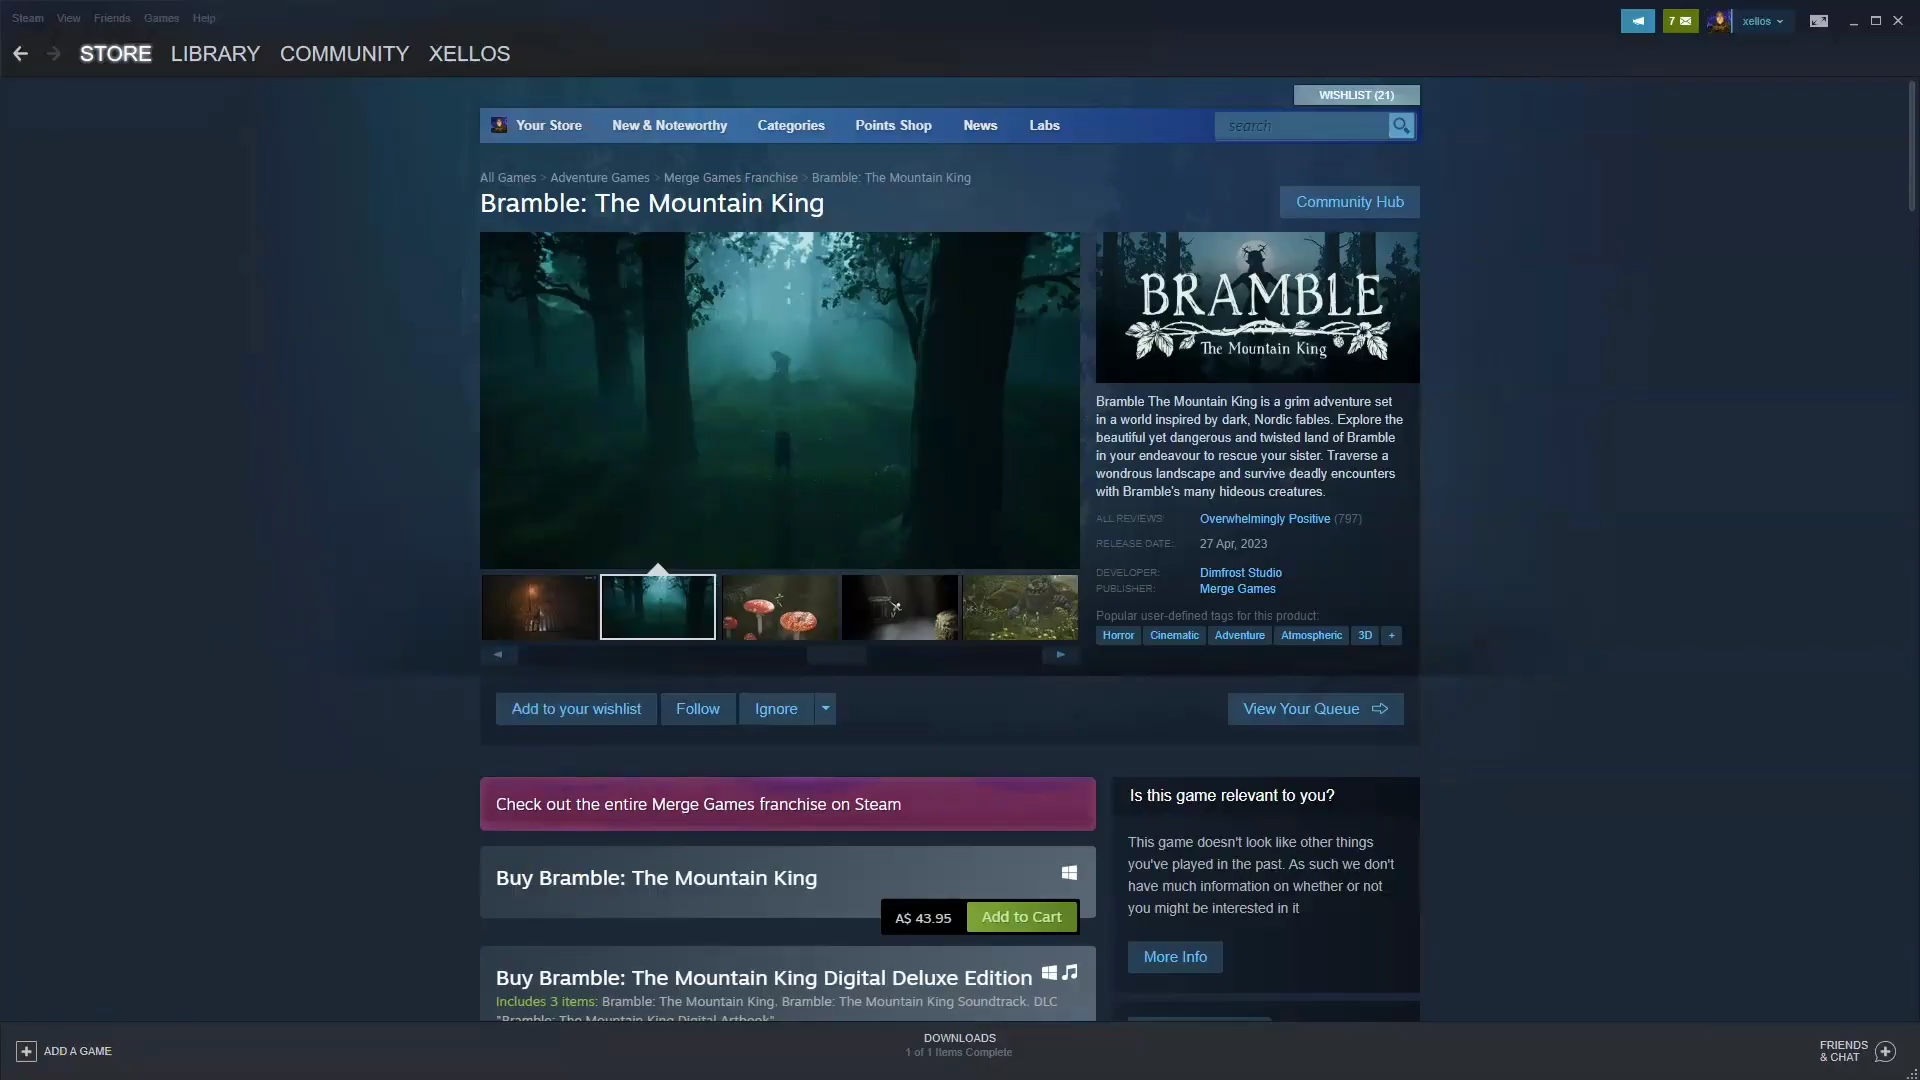 Steam View Friends Games Help
7 xellos
STORE LIBRARY COMMUNITY XELLOS
WISHLIST (21)
Your Store New & Noteworthy Categories Points Shop News Labs search
All Games > Adventure Games > Merge Games Franchise > Bramble: The Mountain King
Bramble: The Mountain King
Community Hub
BRAMBLE
The Mountain King
Bramble The Mountain King is a grim adventure set
in a world inspired by dark, Nordic fables. Explore the
beautiful yet dangerous and twisted land of Bramble
in your endeavour to rescue your sister. Traverse a
wondrous landscape and survive deadly encounters
with Bramble's many hideous creatures.
ALL REVIEWS: Overwhelmingly Positive (797)
RELEASE DATE: 27 Apr, 2023
DEVELOPER: Dimfrost Studio
PUBLISHER: Merge Games
Popular user-defined tags for this product:
Horror Cinematic Adventure Atmospheric 3D +
Add to your wishlist Follow Ignore View Your Queue
Check out the entire Merge Games franchise on Steam
Buy Bramble: The Mountain King
A$ 43.95 Add to Cart
Buy Bramble: The Mountain King Digital Deluxe Edition
Includes 3 items: Bramble: The Mountain King. Bramble: The Mountain King Soundtrack. DLC
"Bramble: The Mountain King Digital Artbook"
Is this game relevant to you?
This game doesn't look like other things
you've played in the past. As such we don't
have much information on whether or not
you might be interested in it
More Info
ADD A GAME
DOWNLOADS
1 of 1 Items Complete
FRIENDS
& CHAT